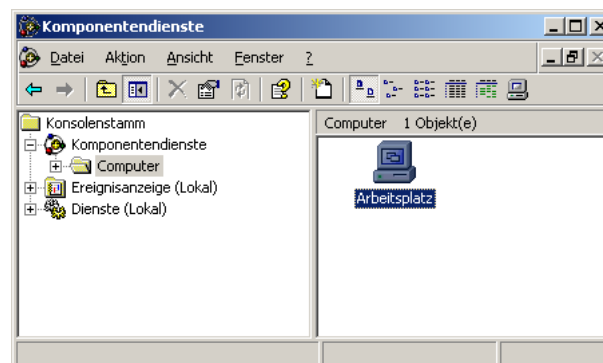 Komponentendienste
Datei Aktion Ansicht Fenster ?
Konsolenstamm
Komponentendienste
Computer
Ereignisanzeige (Lokal)
Dienste (Lokal)
Computer 1 Objekt(e)
Arbeitsplatz